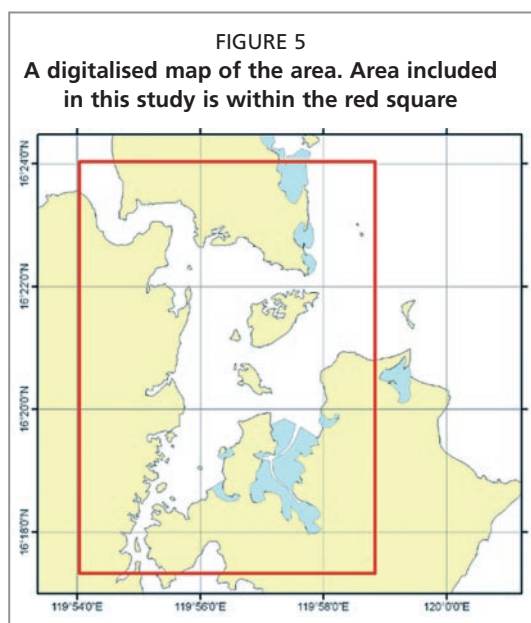 FIGURE 5
A digitalised map of the area. Area included
in this study is within the red square
16°24'0"N
16°22'0"N
16°20'0"N
16°18'0"N
119°54'0"E 119°56'0"E 119°58'0"E 120°0'0"E